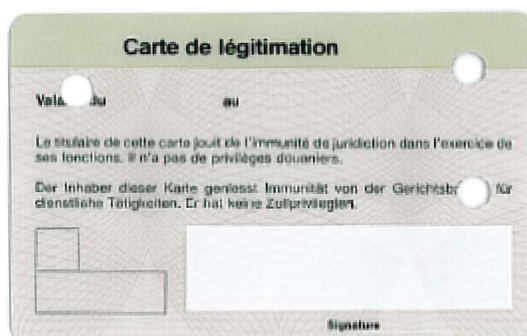 Carte de légitimation
du au
Le titulaire de cette carte jouit de l'immunité de juridiction dans l'exercice de
ses fonctions. Il n'a pas de privilèges douaniers.
Der Inhaber dieser Karte geniesst Immunität von der für
dienstliche Tätigkeiten. Er hat keine Zollprivilegien.
Signature